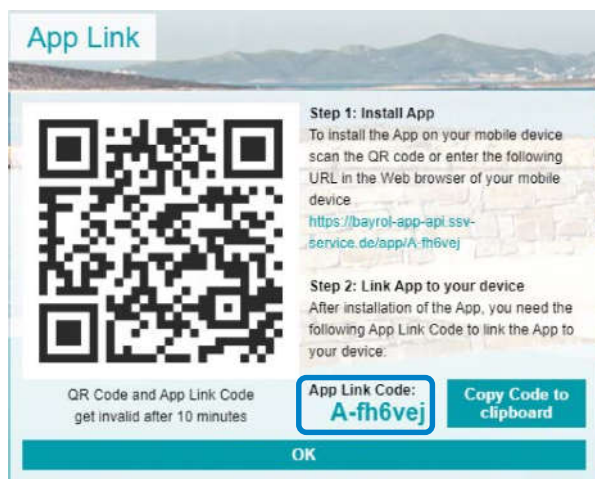 App Link
Step 1: Install App
To install the App on your mobile device
scan the QR code or enter the following
URL in the Web browser of your mobile
device
https://bayrol-app-api.ssv-
service.de/app/A-fh6vej
Step 2: Link App to your device
After installation of the App, you need the
following App Link Code to link the App to
your device:
QR Code and App Link Code
get invalid after 10 minutes
App Link Code:
A-fh6vej
Copy Code to
clipboard
OK